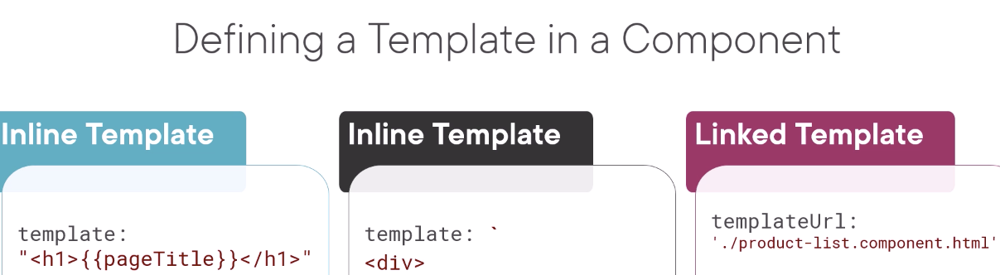 Defining a Template in a Component
Inline Template
template:
"<h1>{{pageTitle}}</h1>"
Inline Template
template: `
<div>
Linked Template
templateUrl:
'./product-list.component.html'